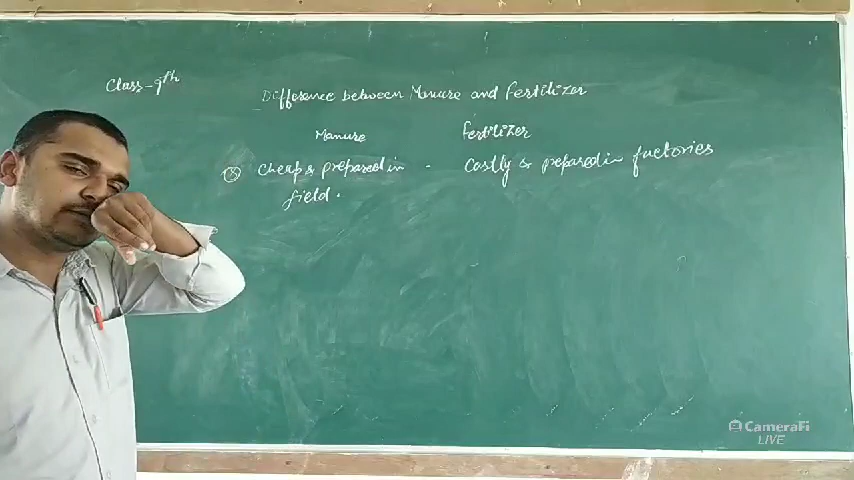 Class-9th
Difference between Manure and Fertilizer
Manure
Fertilizer
Cheap & prepared in - Costly & prepared in factories
field.
CameraFi
LIVE